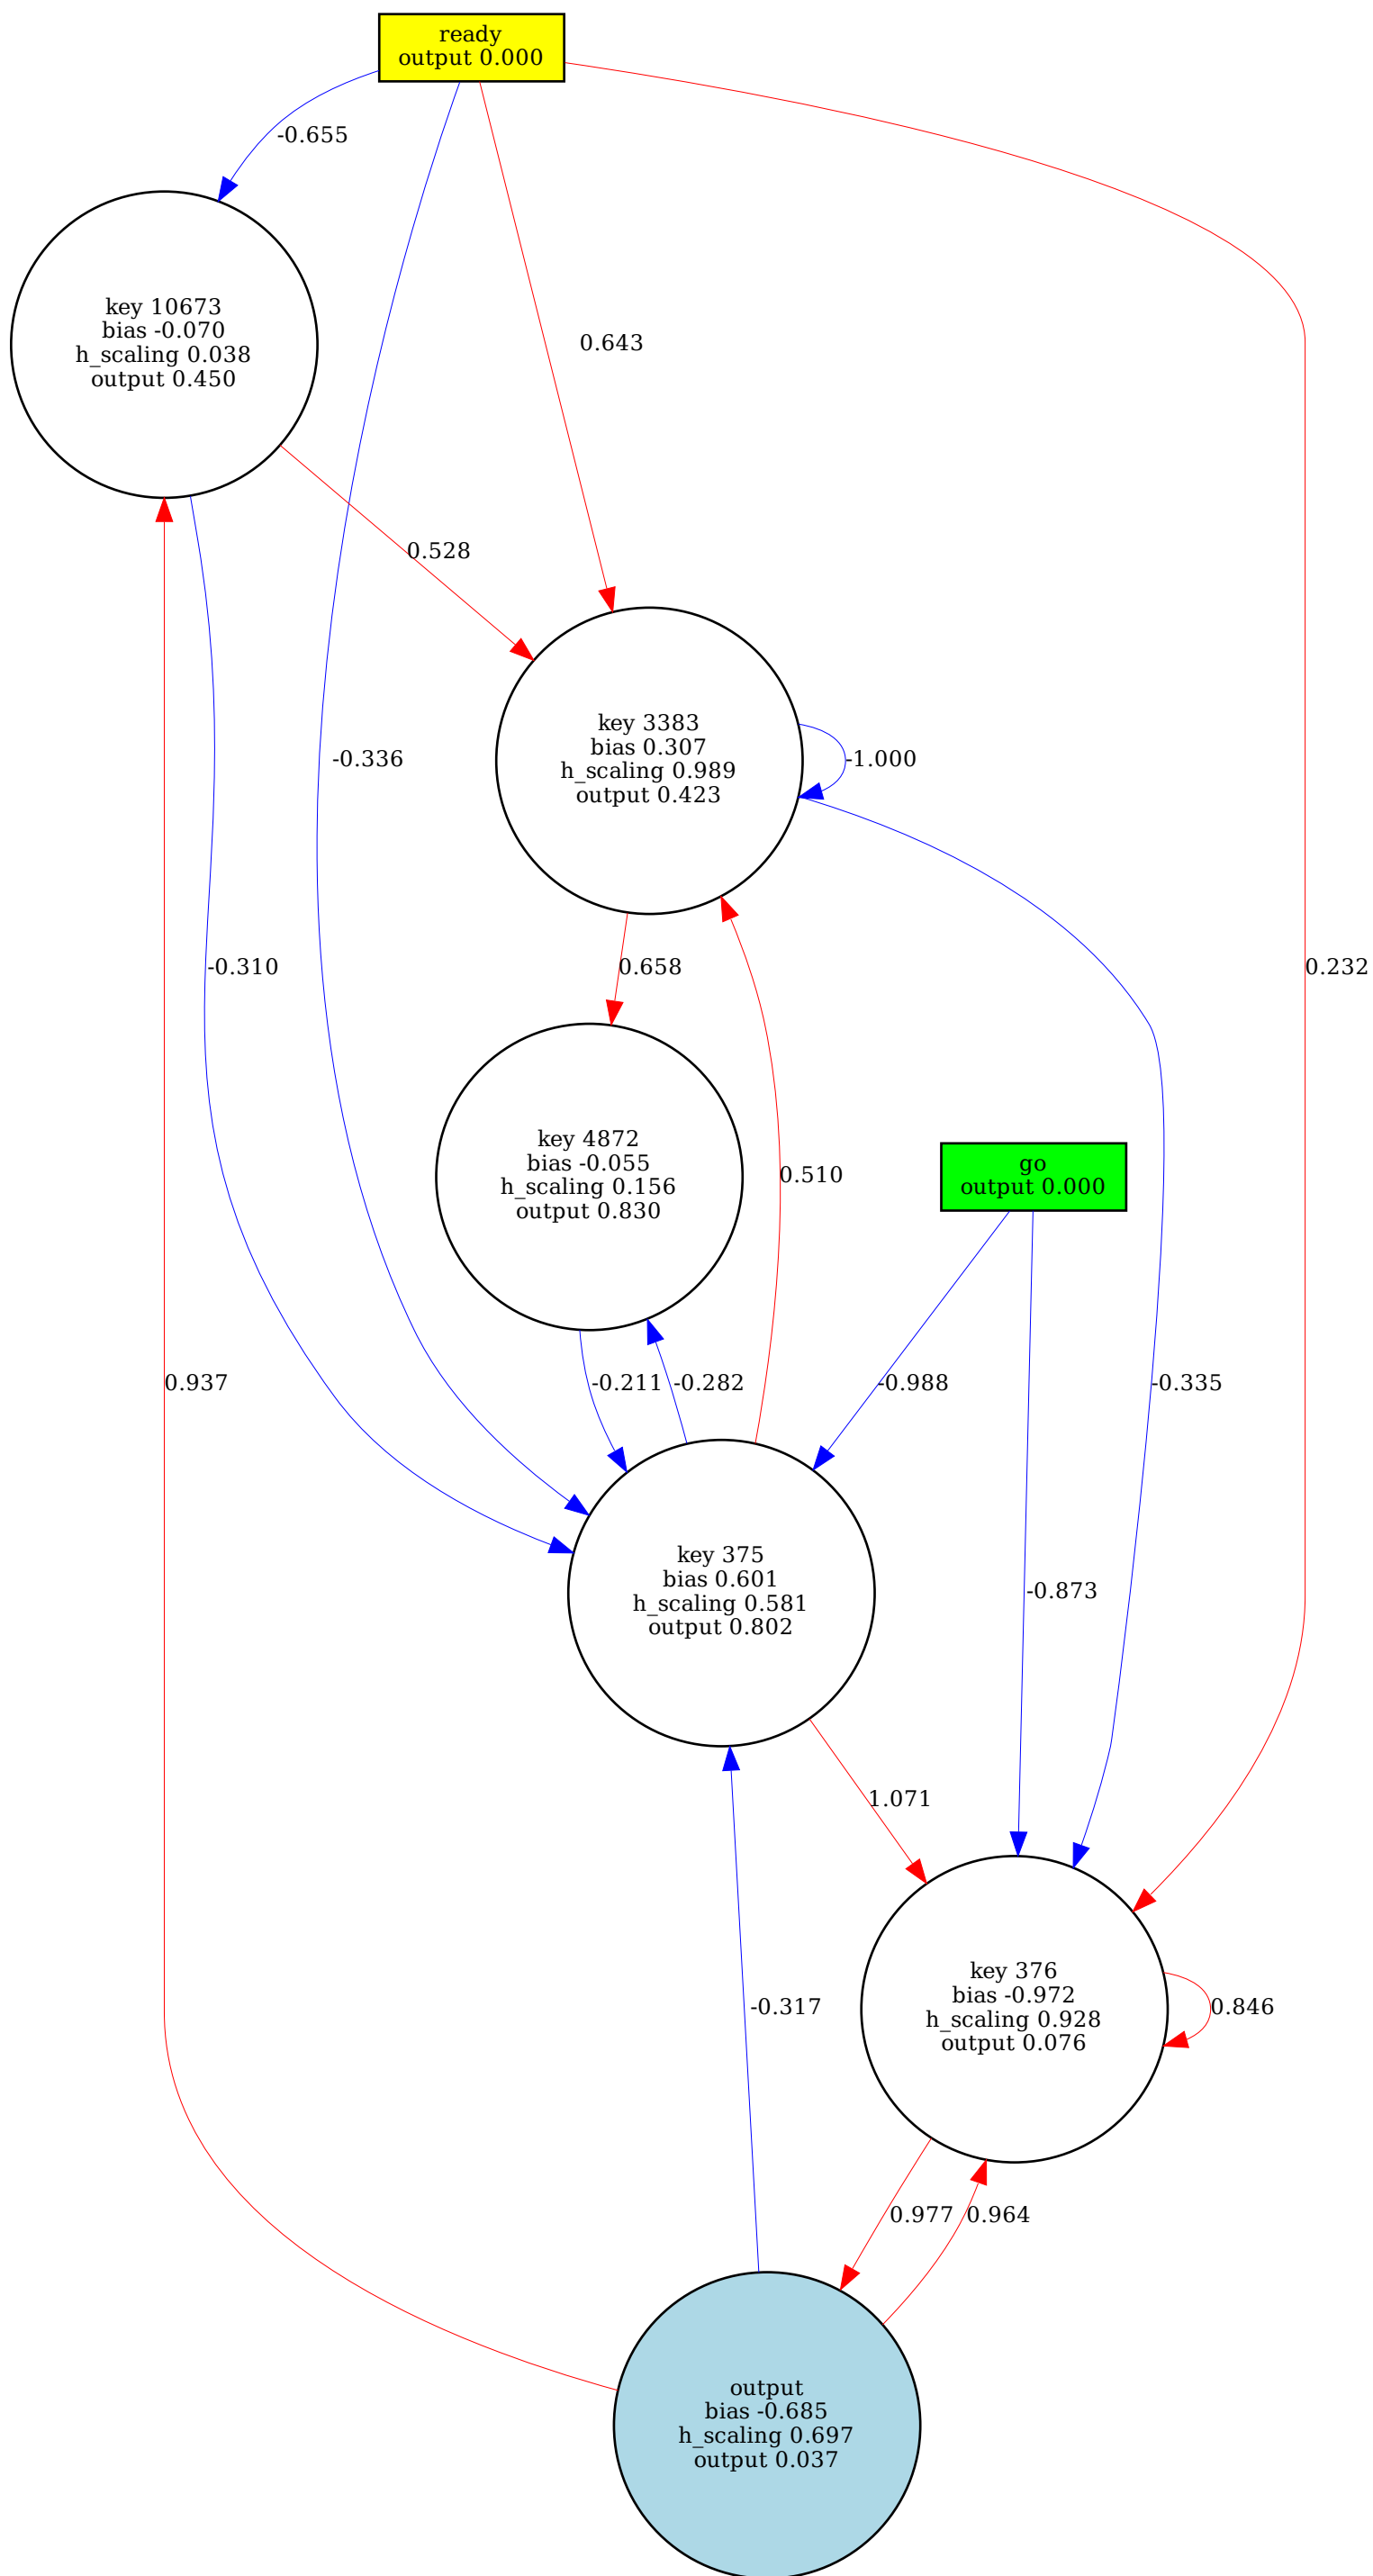 ready
output 0.000
-0.655
key 10673
bias -0.070
h_scaling 0.038
output 0.450
0.643
0.528
key 3383
bias 0.307
h_scaling 0.989
output 0.423
-0.336
-1.000
-0.310
0.658
0.232
key 4872
bias -0.055
h_scaling 0.156
output 0.830
0.510
go
output 0.000
0.937
-0.211
-0.282
-0.988
-0.335
key 375
bias 0.601
h_scaling 0.581
output 0.802
-0.873
1.071
key 376
bias -0.972
h_scaling 0.928
output 0.076
-0.317
0.846
0.977
0.964
output
bias -0.685
h_scaling 0.697
output 0.037